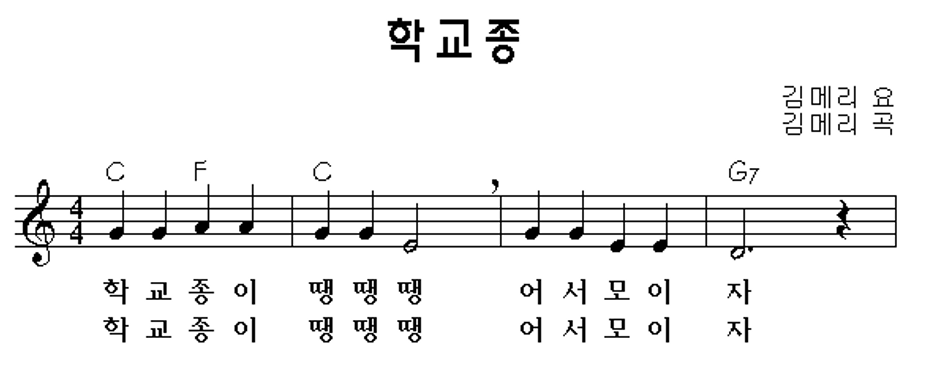 학교종
김메리 요
김메리 곡
C F C G7
4
4
학 교 종 이 땡 땡 땡 어 서 모 이 자
학 교 종 이 땡 땡 땡 어 서 모 이 자